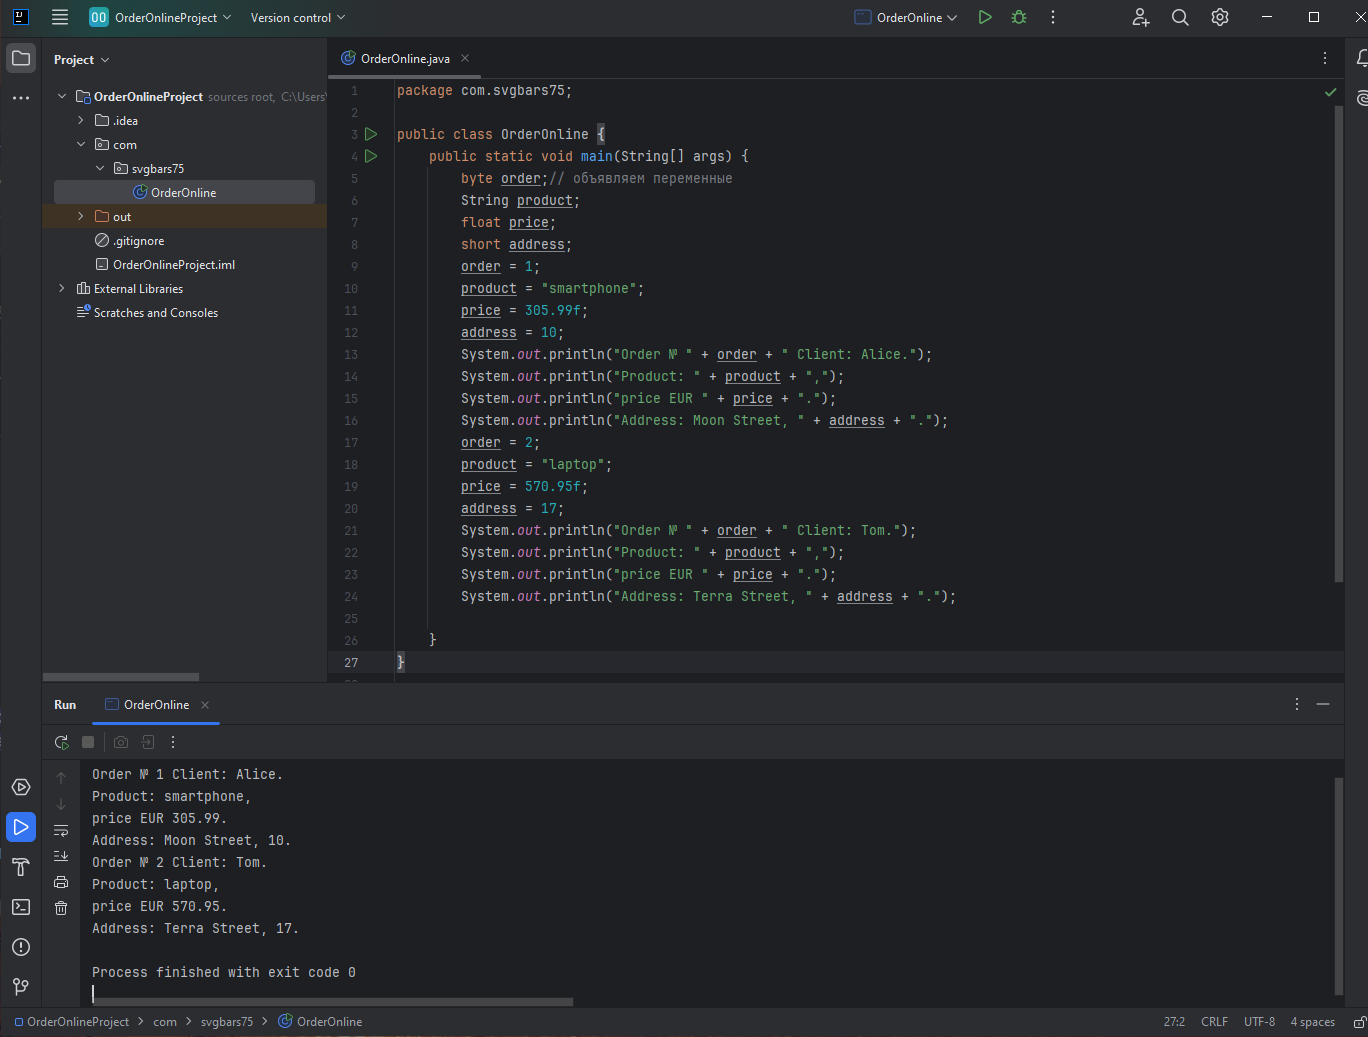 OrderOnlineProject Version control OrderOnline
Project
OrderOnlineProject sources root, C:\Users\
.idea
com
svgbars75
OrderOnline
out
.gitignore
OrderOnlineProject.iml
External Libraries
Scratches and Consoles
OrderOnline.java
1 package com.svgbars75;
2
3 public class OrderOnline {
4 public static void main(String[] args) {
5 byte order;// объявляем переменные
6 String product;
7 float price;
8 short address;
9 order = 1;
10 product = "smartphone";
11 price = 305.99f;
12 address = 10;
13 System.out.println("Order № " + order + " Client: Alice.");
14 System.out.println("Product: " + product + ",");
15 System.out.println("price EUR " + price + ".");
16 System.out.println("Address: Moon Street, " + address + ".");
17 order = 2;
18 product = "laptop";
19 price = 570.95f;
20 address = 17;
21 System.out.println("Order № " + order + " Client: Tom.");
22 System.out.println("Product: " + product + ",");
23 System.out.println("price EUR " + price + ".");
24 System.out.println("Address: Terra Street, " + address + ".");
25
26 }
27 }
Run OrderOnline
Order № 1 Client: Alice.
Product: smartphone,
price EUR 305.99.
Address: Moon Street, 10.
Order № 2 Client: Tom.
Product: laptop,
price EUR 570.95.
Address: Terra Street, 17.
Process finished with exit code 0
OrderOnlineProject > com > svgbars75 > OrderOnline 27:2 CRLF UTF-8 4 spaces